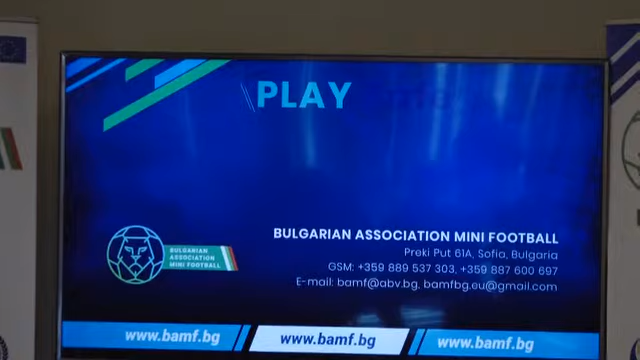 PLAY
BULGARIAN ASSOCIATION MINI FOOTBALL
Preki Put 61A, Sofia, Bulgaria
GSM: +359 889 537 303, +359 887 600 697
E-mail: bamf@abv.bg, bamfbg.eu@gmail.com
BULGARIAN
ASSOCIATION
MINI FOOTBALL
www.bamf.bg www.bamf.bg www.bamf.bg